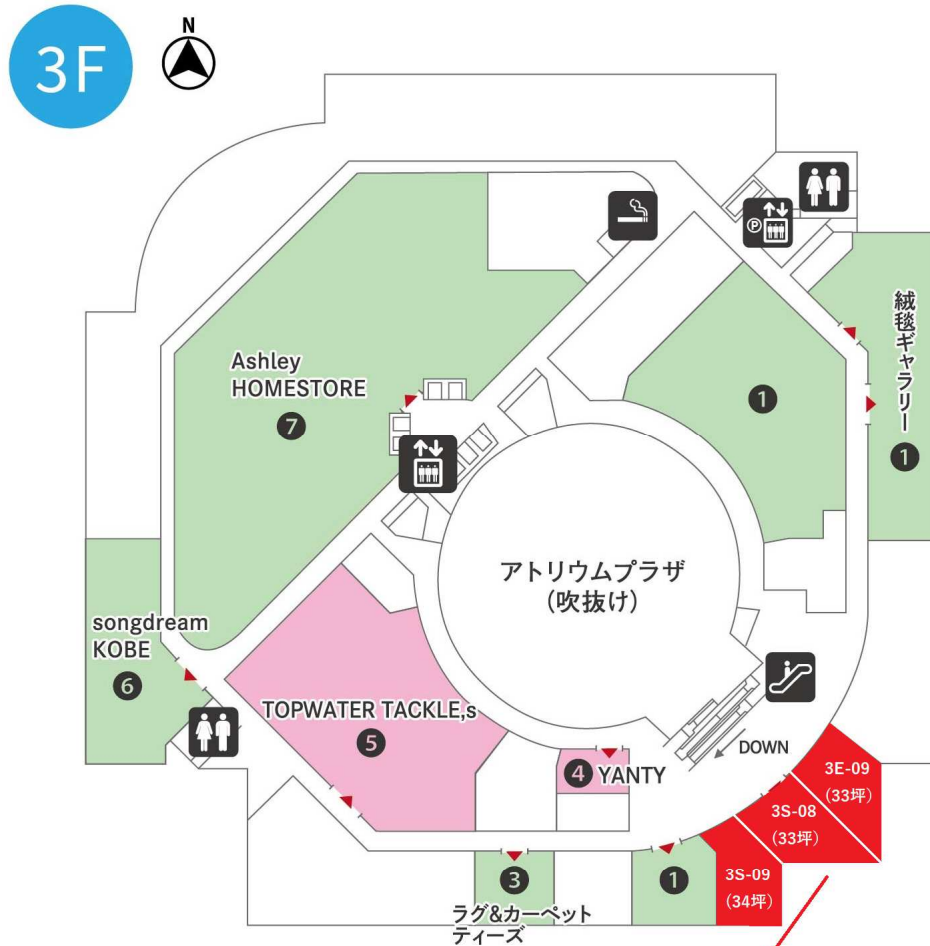 3F
N
Ashley
HOMESTORE
7
P
1
絨毯ギャラリー
1
アトリウムプラザ
(吹抜け)
songdream
KOBE
6
TOPWATER TACKLE,s
5
4 YANTY
DOWN
3E-09
(33坪)
3S-08
(33坪)
3S-09
(34坪)
3
1
ラグ&カーペット
ティーズ